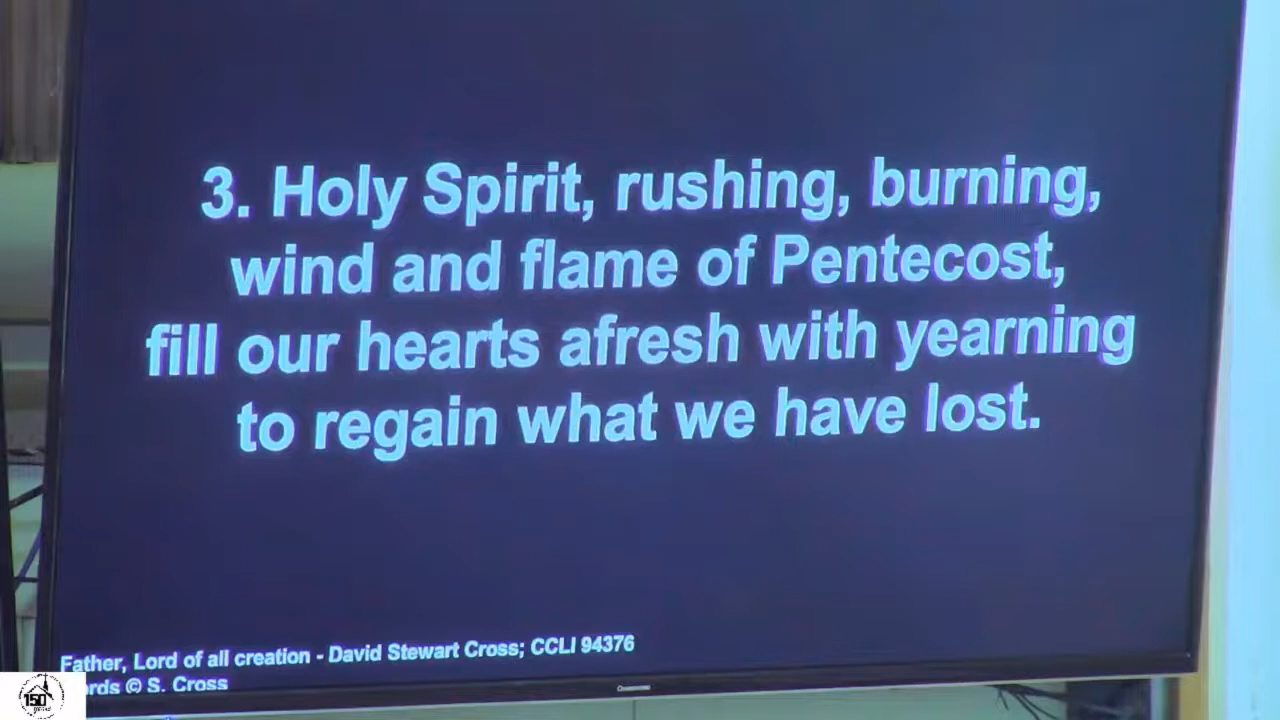 3. Holy Spirit, rushing, burning,
wind and flame of Pentecost,
fill our hearts afresh with yearning
to regain what we have lost.
Father, Lord of all creation - David Stewart Cross; CCLI 94376
© S. Cross
150